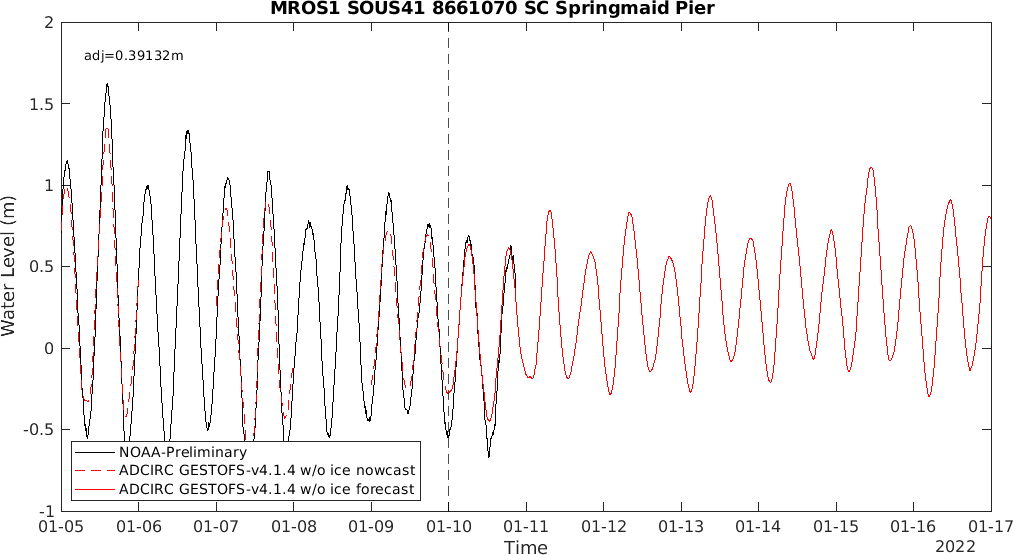 MROS1 SOUS41 8661070 SC Springmaid Pier
adj=0.39132m
Water Level (m)
2
1.5
1
0.5
0
-0.5
-1
NOAA-Preliminary
ADCIRC GESTOFS-v4.1.4 w/o ice nowcast
ADCIRC GESTOFS-v4.1.4 w/o ice forecast
01-05 01-06 01-07 01-08 01-09 01-10 01-11 01-12 01-13 01-14 01-15 01-16 01-17
Time
2022